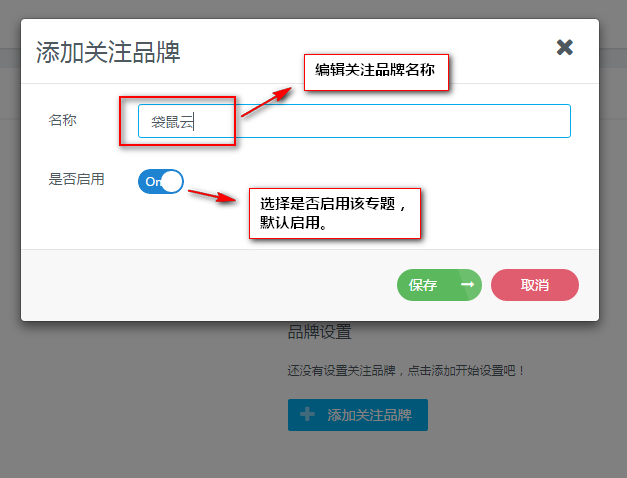 添加关注品牌
编辑关注品牌名称
名称
袋鼠云
是否启用
On
选择是否启用该专题，
默认启用。
保存
取消
品牌设置
还没有设置关注品牌，点击添加开始设置吧！
添加关注品牌